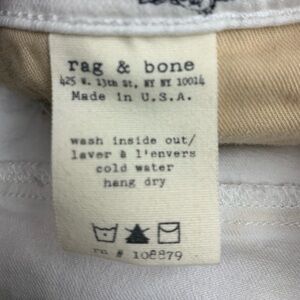 rag & bone
425 W. 13th St, NY NY 10014
Made in U.S.A.
wash inside out/
laver à l'envers
cold water
hang dry
rn # 108879